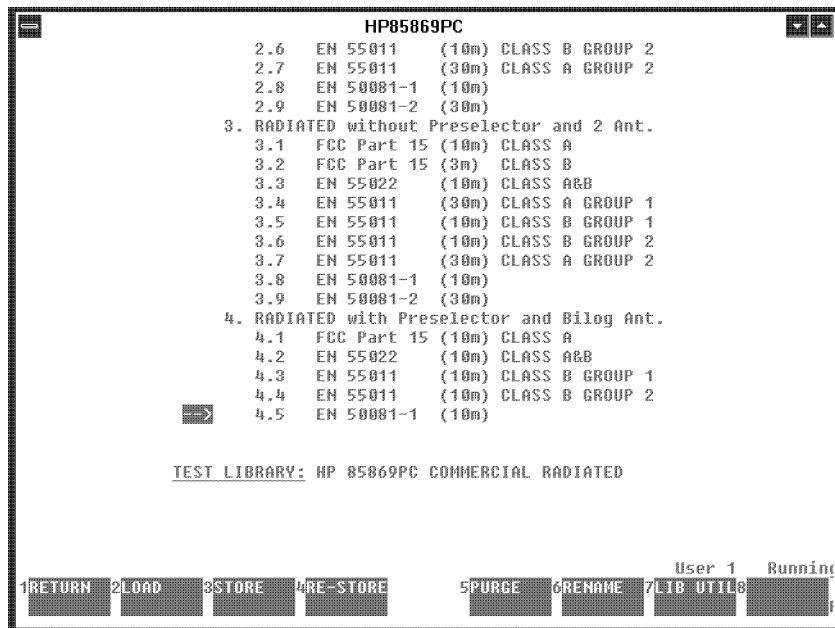 HP85869PC
2.6 EN 55011 (10m) CLASS B GROUP 2
2.7 EN 55011 (30m) CLASS A GROUP 2
2.8 EN 50081-1 (10m)
2.9 EN 50081-2 (30m)
3. RADIATED without Preselector and 2 Ant.
3.1 FCC Part 15 (10m) CLASS A
3.2 FCC Part 15 (3m) CLASS B
3.3 EN 55022 (10m) CLASS A&B
3.4 EN 55011 (30m) CLASS A GROUP 1
3.5 EN 55011 (10m) CLASS B GROUP 1
3.6 EN 55011 (10m) CLASS B GROUP 2
3.7 EN 55011 (30m) CLASS A GROUP 2
3.8 EN 50081-1 (10m)
3.9 EN 50081-2 (30m)
4. RADIATED with Preselector and Bilog Ant.
4.1 FCC Part 15 (10m) CLASS A
4.2 EN 55022 (10m) CLASS A&B
4.3 EN 55011 (10m) CLASS B GROUP 1
4.4 EN 55011 (10m) CLASS B GROUP 2
--> 4.5 EN 50081-1 (10m)
TEST LIBRARY: HP 85869PC COMMERCIAL RADIATED
User 1 Running
1RETURN 2LOAD 3STORE 4RE-STORE 5PURGE 6RENAME 7LIB UTIL8